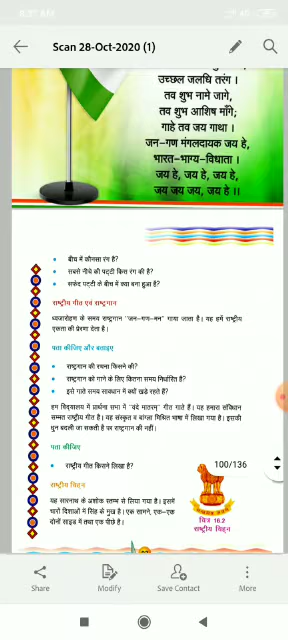 Scan 28-Oct-2020 (1)
उच्छल जलधि तरंग ।
तव शुभ नामे जागे,
तव शुभ आशिष माँगे;
गाहे तव जय गाथा ।
जन-गण मंगलदायक जय हे,
भारत-भाग्य-विधाता ।
जय हे, जय हे, जय हे,
जय जय जय, जय हे ।।
• बीच में कौनसा रंग है?
• सबसे नीचे की पट्टी किस रंग की है?
• सफेद पट्टी के बीच में क्या बना हुआ है?
राष्ट्रीय गीत एवं राष्ट्रगान
ध्वजारोहण के समय राष्ट्रगान "जन-गण-मन" गाया जाता है। यह हमें राष्ट्रीय
एकता की प्रेरणा देता है।
पता कीजिए और बताइए
• राष्ट्रगान की रचना किसने की?
• राष्ट्रगान को गाने के लिए कितना समय निर्धारित है?
• इसे गाते समय सावधान में क्यों खड़े रहते हैं?
हम विद्यालय में प्रार्थना सभा में "वंदे मातरम्" गीत गाते हैं। यह हमारा संविधान
सम्मत राष्ट्रीय गीत है। यह संस्कृत व बांग्ला मिश्रित भाषा में लिखा गया है। इसकी
धुन बदली जा सकती है पर राष्ट्रगान की नहीं।
पता कीजिए
• राष्ट्रीय गीत किसने लिखा है?
100/136
राष्ट्रीय चिह्न
यह सारनाथ के अशोक स्तम्भ से लिया गया है। इसमें
चारों दिशाओं में सिंह के मुख है। एक सामने, एक-एक
दोनों साइड में तथा एक पीछे है।
चित्र 16.2
राष्ट्रीय चिह्न
Share
Modify
Save Contact
More